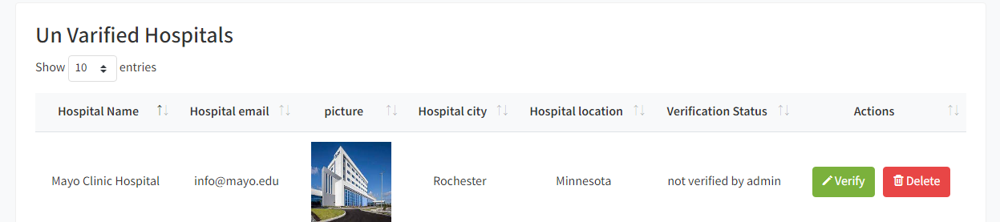 Un Varified Hospitals
Show 10 entries
Hospital Name Hospital email picture Hospital city Hospital location Verification Status Actions
Mayo Clinic Hospital info@mayo.edu Rochester Minnesota not verified by admin Verify Delete